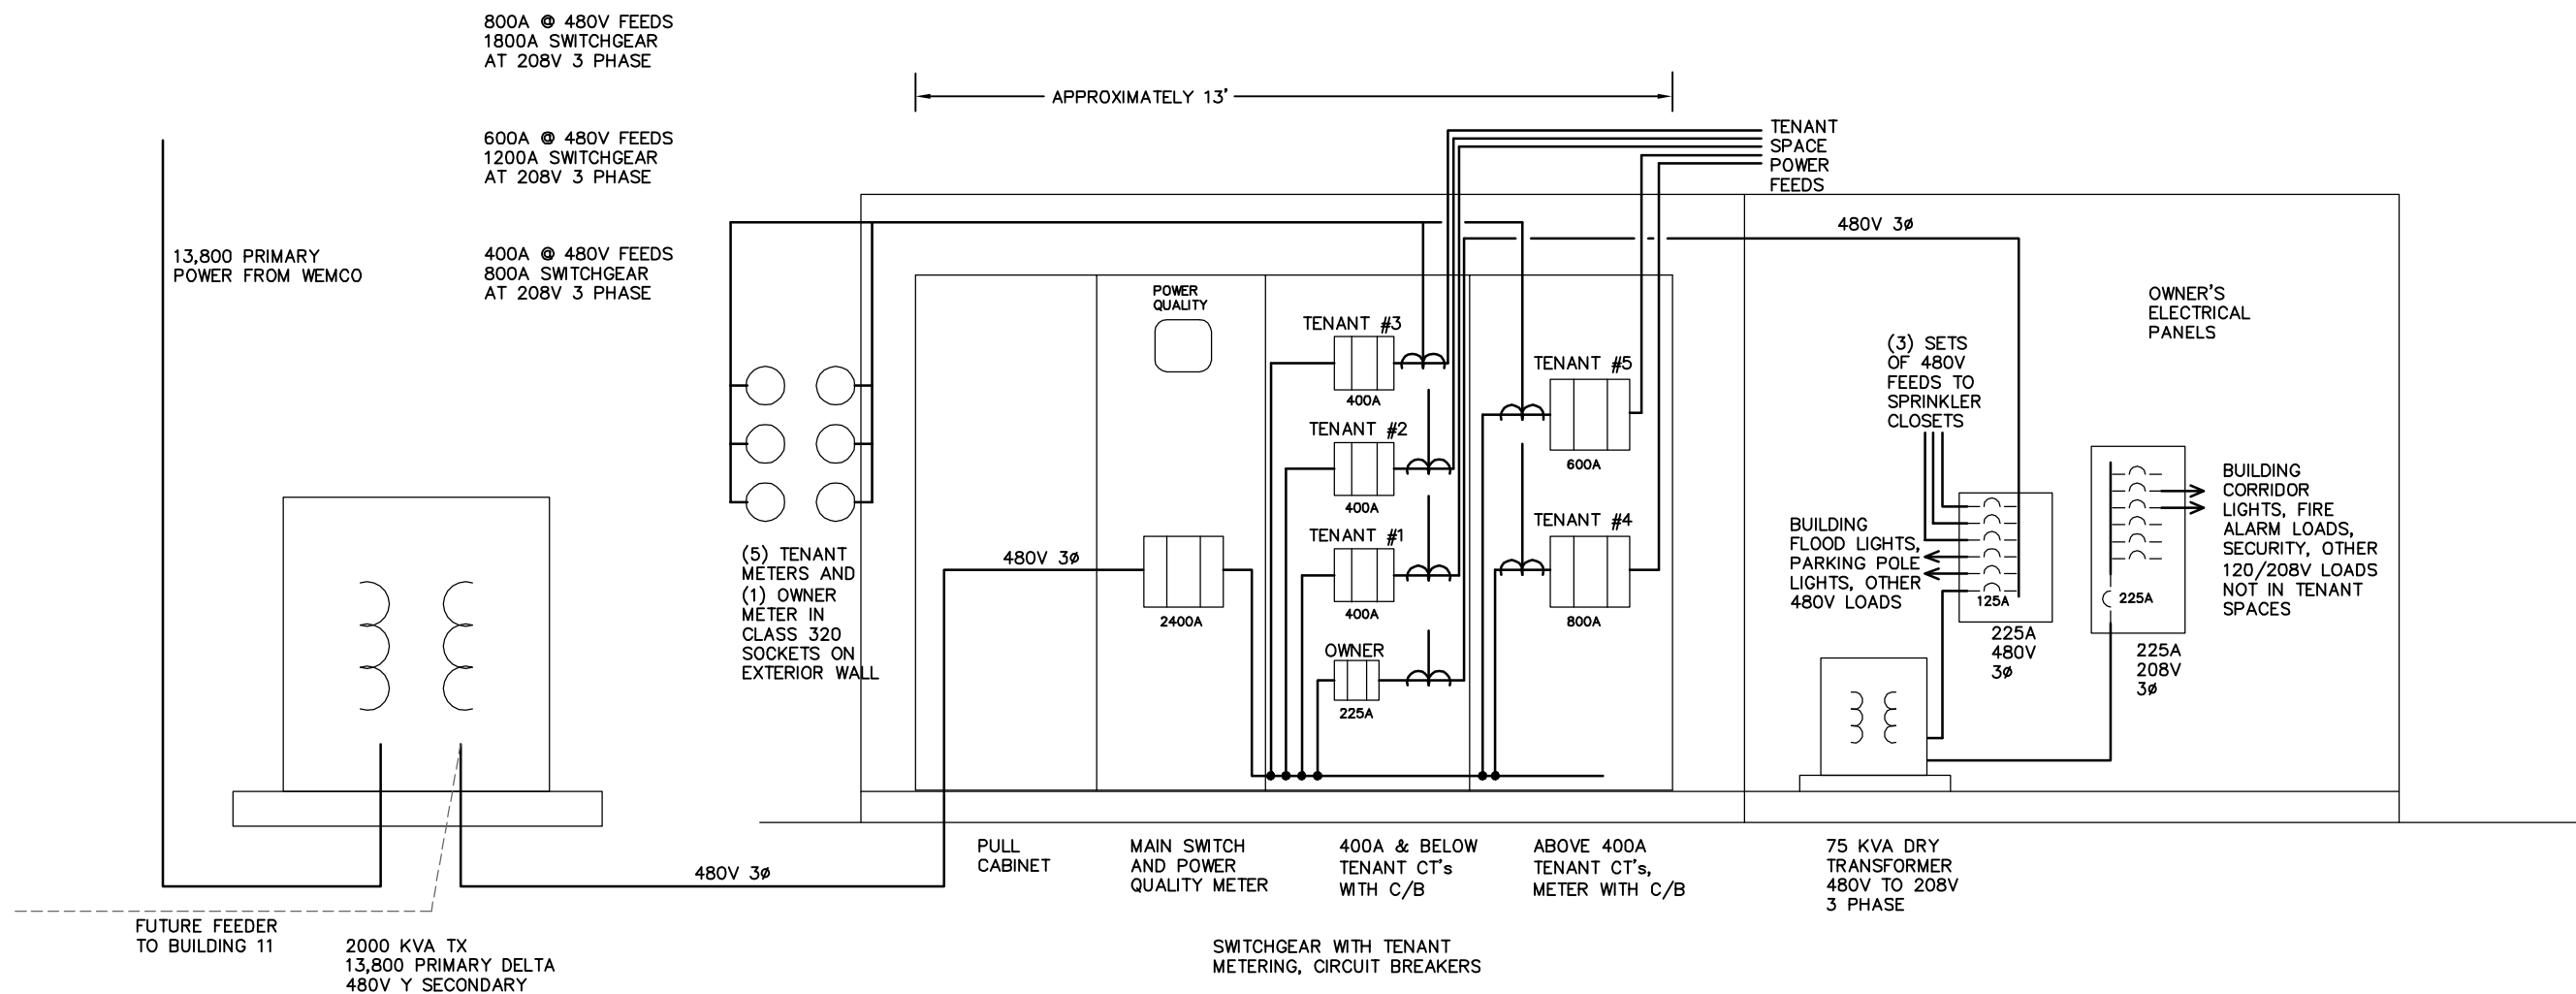 800A @ 480V FEEDS
1800A SWITCHGEAR
AT 208V 3 PHASE
600A @ 480V FEEDS
1200A SWITCHGEAR
AT 208V 3 PHASE
400A @ 480V FEEDS
800A SWITCHGEAR
AT 208V 3 PHASE
13,800 PRIMARY
POWER FROM WEMCO
APPROXIMATELY 13'
TENANT
SPACE
POWER
FEEDS
480V 3ø
POWER
QUALITY
TENANT #3
400A
TENANT #2
400A
TENANT #1
400A
OWNER
225A
TENANT #5
600A
TENANT #4
800A
480V 3ø
2400A
(5) TENANT
METERS AND
(1) OWNER
METER IN
CLASS 320
SOCKETS ON
EXTERIOR WALL
OWNER'S
ELECTRICAL
PANELS
(3) SETS
OF 480V
FEEDS TO
SPRINKLER
CLOSETS
BUILDING
FLOOD LIGHTS,
PARKING POLE
LIGHTS, OTHER
480V LOADS
125A
225A
480V
3ø
225A
225A
208V
3ø
BUILDING
CORRIDOR
LIGHTS, FIRE
ALARM LOADS,
SECURITY, OTHER
120/208V LOADS
NOT IN TENANT
SPACES
480V 3ø
PULL
CABINET
MAIN SWITCH
AND POWER
QUALITY METER
400A & BELOW
TENANT CT's
WITH C/B
ABOVE 400A
TENANT CT's,
METER WITH C/B
75 KVA DRY
TRANSFORMER
480V TO 208V
3 PHASE
FUTURE FEEDER
TO BUILDING 11
2000 KVA TX
13,800 PRIMARY DELTA
480V Y SECONDARY
SWITCHGEAR WITH TENANT
METERING, CIRCUIT BREAKERS